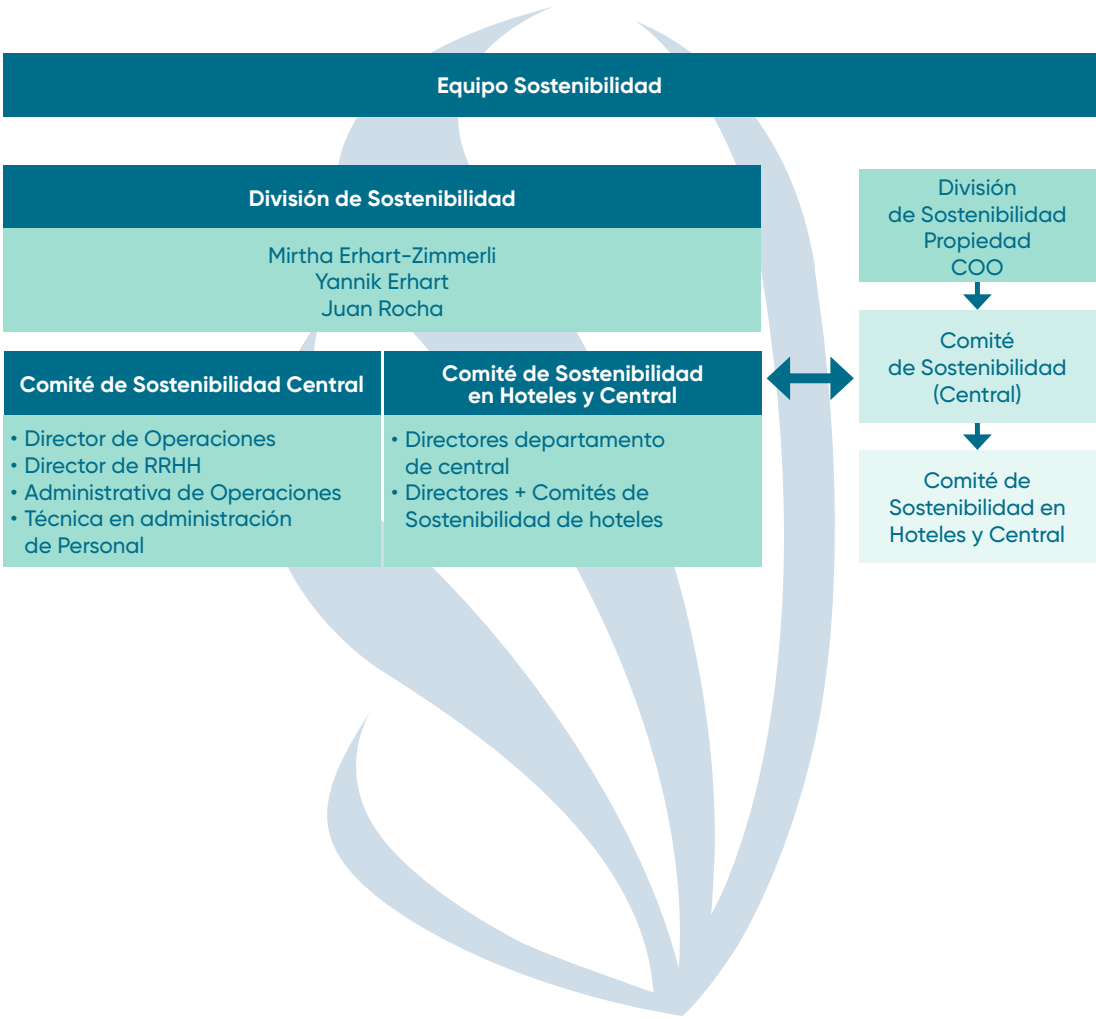 Equipo Sostenibilidad
División de Sostenibilidad
Mirtha Erhart-Zimmerli
Yannik Erhart
Juan Rocha
Comité de Sostenibilidad Central
• Director de Operaciones
• Director de RRHH
• Administrativa de Operaciones
• Técnica en administración
de Personal
Comité de Sostenibilidad
en Hoteles y Central
• Directores departamento
de central
• Directores + Comités de
Sostenibilidad de hoteles
División
de Sostenibilidad
Propiedad
COO
Comité
de Sostenibilidad
(Central)
Comité de
Sostenibilidad en
Hoteles y Central